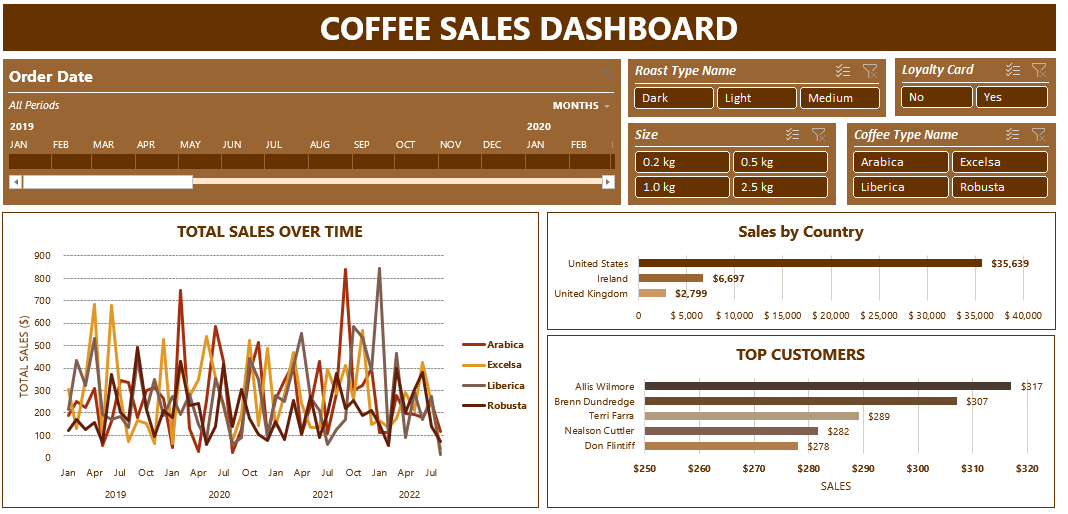 COFFEE SALES DASHBOARD
Order Date
All Periods
MONTHS
2019 2020
JAN FEB MAR APR MAY JUN JUL AUG SEP OCT NOV DEC JAN FEB
Roast Type Name
Dark Light Medium
Loyalty Card
No Yes
Size
0.2 kg 0.5 kg
1.0 kg 2.5 kg
Coffee Type Name
Arabica Excelsa
Liberica Robusta
TOTAL SALES OVER TIME
TOTAL SALES ($)
900
800
700
600
500
400
300
200
100
0
Jan Apr Jul Oct Jan Apr Jul Oct Jan Apr Jul Oct Jan Apr Jul
2019 2020 2021 2022
Arabica
Excelsa
Liberica
Robusta
Sales by Country
United States $35,639
Ireland $6,697
United Kingdom $2,799
0 $ 5,000 $ 10,000 $ 15,000 $ 20,000 $ 25,000 $ 30,000 $ 35,000 $ 40,000
TOP CUSTOMERS
Allis Wilmore $317
Brenn Dundredge $307
Terri Farra $289
Nealson Cuttler $282
Don Flintiff $278
$250 $260 $270 $280 $290 $300 $310 $320
SALES